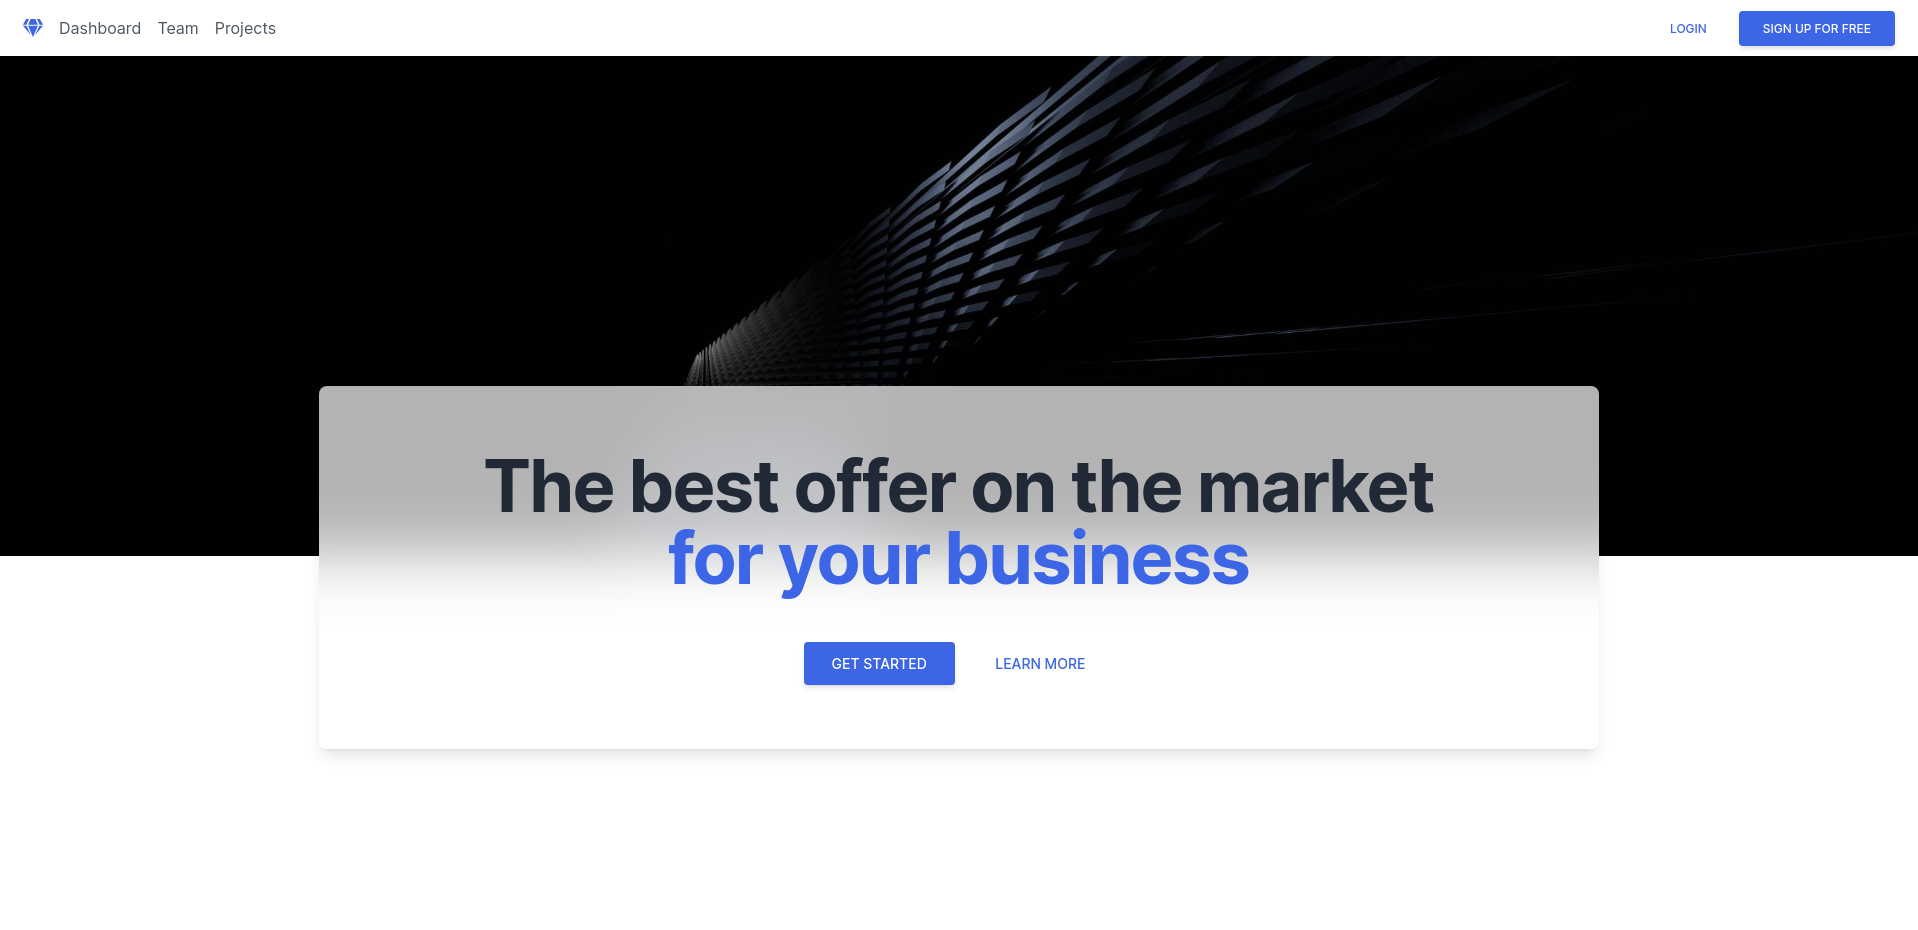 Dashboard Team Projects LOGIN SIGN UP FOR FREE
The best offer on the market
for your business
GET STARTED LEARN MORE